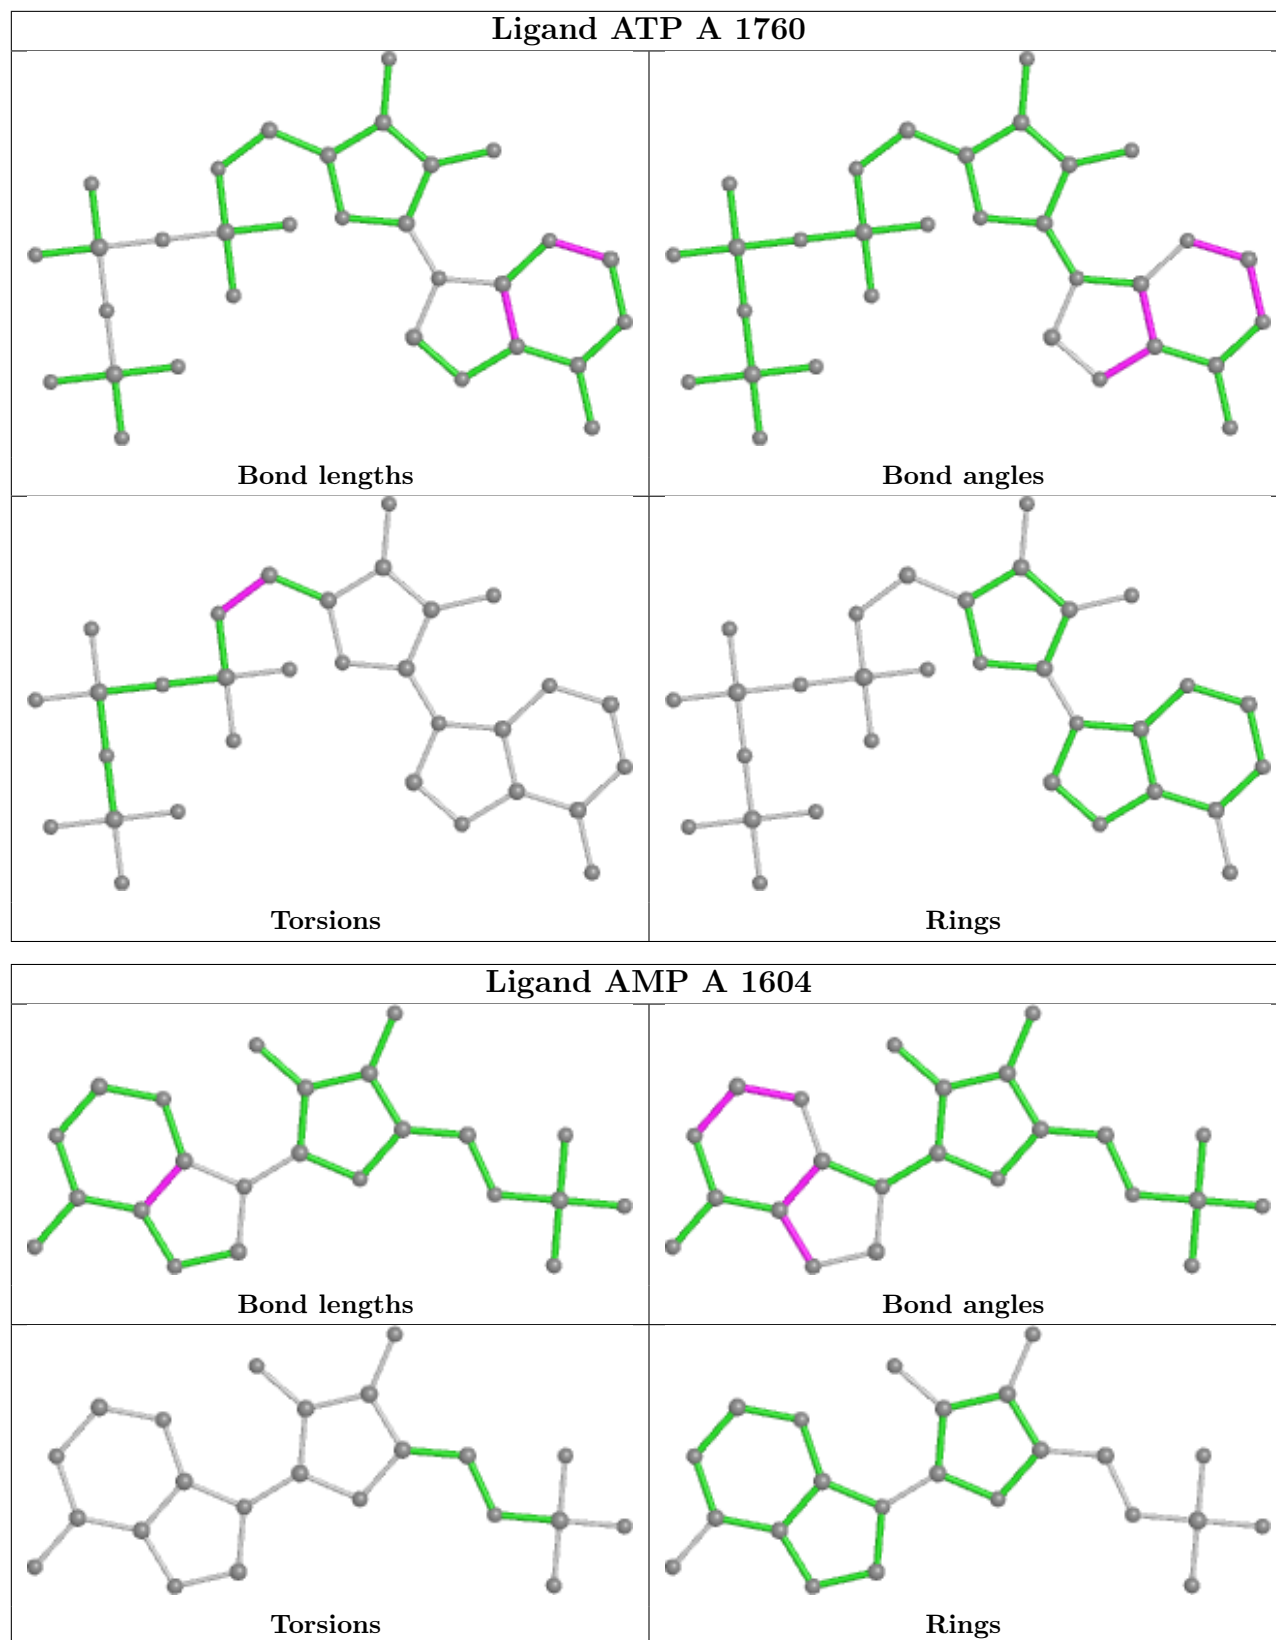 Ligand ATP A 1760
Bond lengths
Bond angles
Torsions
Rings
Ligand AMP A 1604
Bond lengths
Bond angles
Torsions
Rings